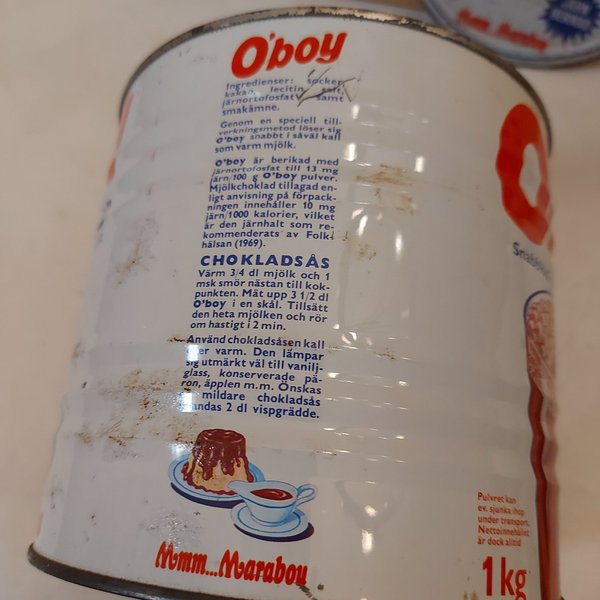 O'boy
Ingredienser: socker,
kakao, lecitin, salt,
järnortofosfat samt
smakämne.
Genom en speciell till-
verkningsmetod löser sig
O'boy snabbt i såväl kall
som varm mjölk.
O'boy är berikad med
järnortofosfat till 13 mg
järn/100 g O'boy pulver.
Mjölkchoklad tillagad en-
ligt anvisning på förpack-
ningen innehåller 10 mg
järn/1000 kalorier, vilket
är den järnhalt som re-
kommenderats av Folk-
hälsan (1969).
CHOKLADSÅS
Värm 3/4 dl mjölk och 1
msk smör nästan till kok-
punkten. Mät upp 3 1/2 dl
O'boy i en skål. Tillsätt
den heta mjölken och rör
om hastigt i 2 min.
Använd chokladsåsen kall
eller varm. Den lämpar
sig utmärkt väl till vanilj-
glass, konserverade pä-
ron, äpplen m.m. Önskas
mildare chokladsås
blandas 2 dl vispgrädde.
Mmm...Marabou
Pulvret kan
ev. sjunka ihop
under transport.
Nettoinnehållet
är dock alltid
1 kg
Mmm...Marabou